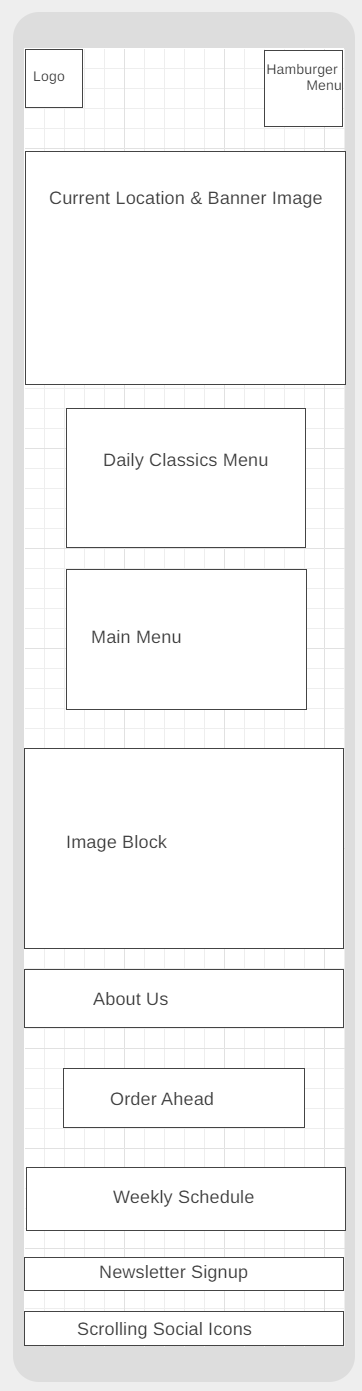 Logo
Hamburger
Menu
Current Location & Banner Image
Daily Classics Menu
Main Menu
Image Block
About Us
Order Ahead
Weekly Schedule
Newsletter Signup
Scrolling Social Icons